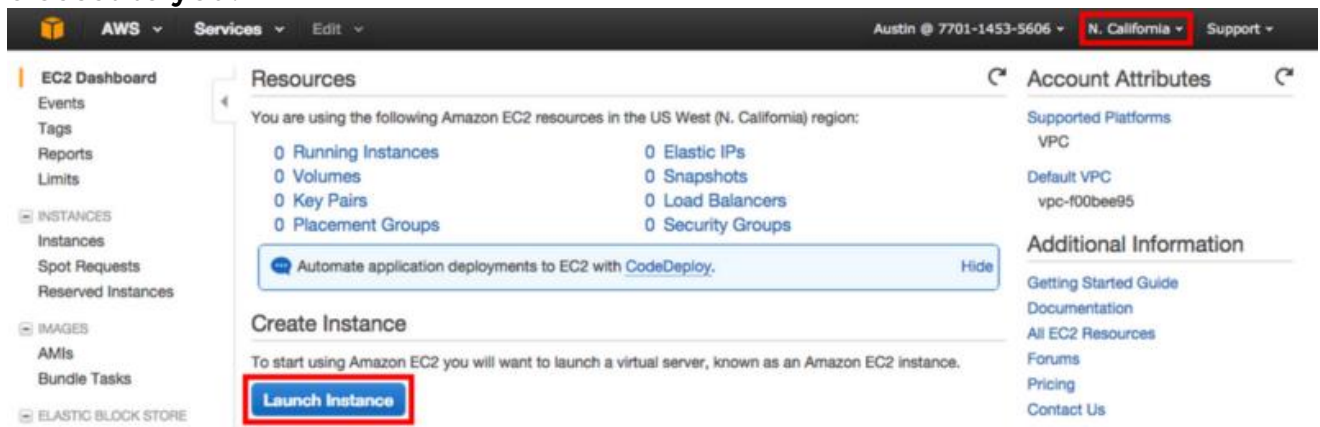 AWS Services Edit Austin @ 7701-1453-5606 N. California Support
EC2 Dashboard
Events
Tags
Reports
Limits
INSTANCES
Instances
Spot Requests
Reserved Instances
IMAGES
AMIs
Bundle Tasks
ELASTIC BLOCK STORE
Resources
You are using the following Amazon EC2 resources in the US West (N. California) region:
0 Running Instances
0 Volumes
0 Key Pairs
0 Placement Groups
0 Elastic IPs
0 Snapshots
0 Load Balancers
0 Security Groups
Automate application deployments to EC2 with CodeDeploy. Hide
Create Instance
To start using Amazon EC2 you will want to launch a virtual server, known as an Amazon EC2 instance.
Launch Instance
Account Attributes
Supported Platforms
VPC
Default VPC
vpc-f00bee95
Additional Information
Getting Started Guide
Documentation
All EC2 Resources
Forums
Pricing
Contact Us